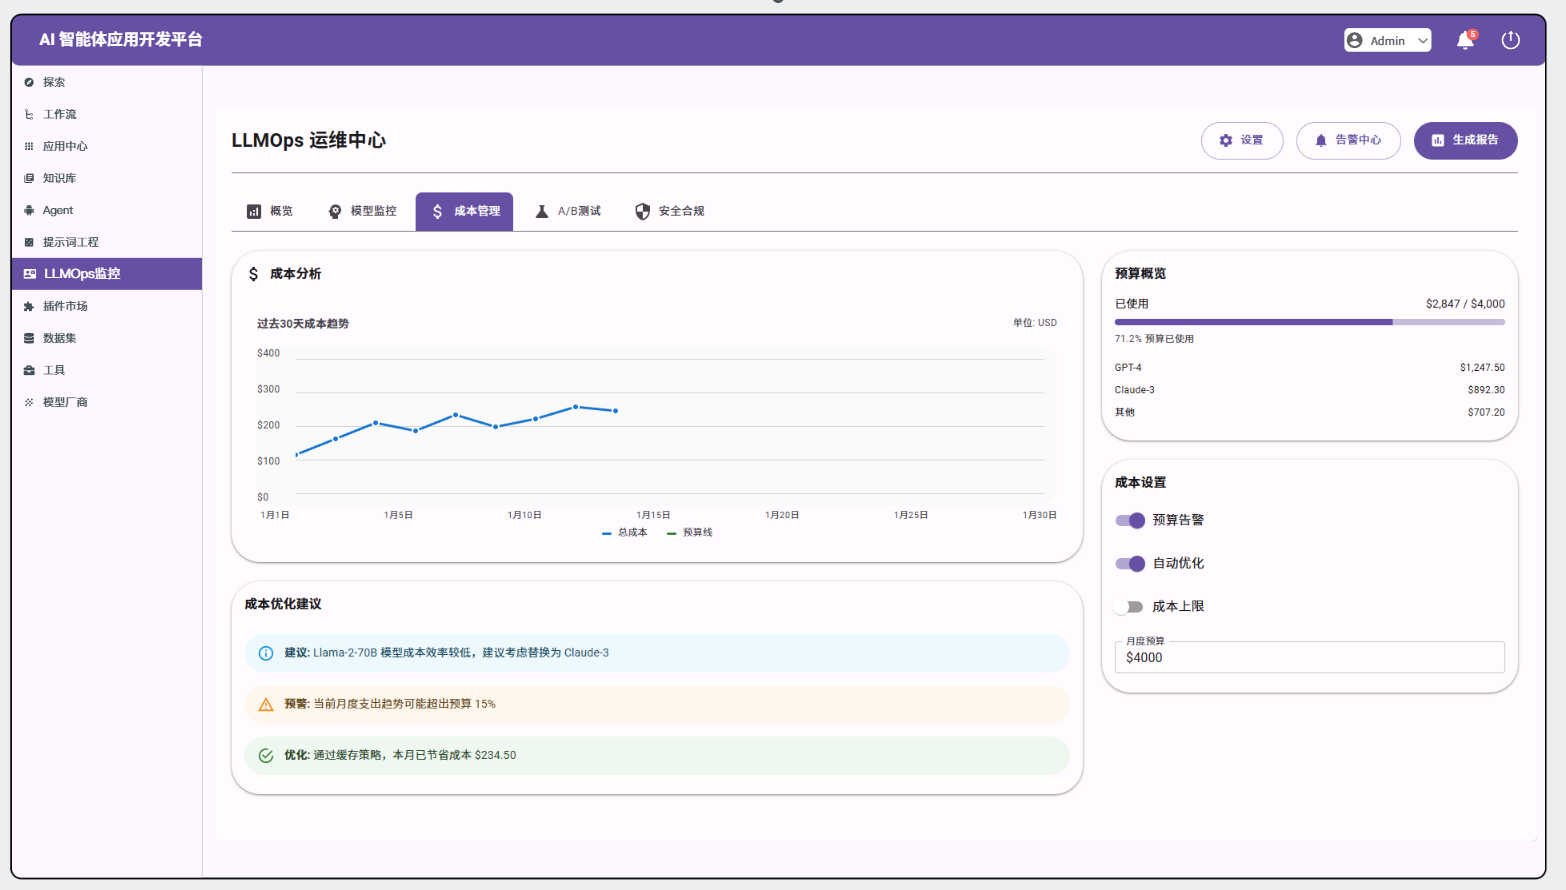 AI 智能体应用开发平台
Admin
5
探索
工作流
应用中心
知识库
Agent
提示词工程
LLMOps监控
插件市场
数据集
工具
模型厂商
LLMOps 运维中心
设置
告警中心
生成报告
概览
模型监控
成本管理
A/B测试
安全合规
成本分析
过去30天成本趋势
单位: USD
$400
$300
$200
$100
$0
1月1日
1月5日
1月10日
1月15日
1月20日
1月25日
1月30日
总成本
预算线
成本优化建议
建议: Llama-2-70B 模型成本效率较低，建议考虑替换为 Claude-3
预警: 当前月度支出趋势可能超出预算 15%
优化: 通过缓存策略，本月已节省成本 $234.50
预算概览
已使用 $2,847 / $4,000
71.2% 预算已使用
GPT-4 $1,247.50
Claude-3 $892.30
其他 $707.20
成本设置
预算告警
自动优化
成本上限
月度预算
$4000